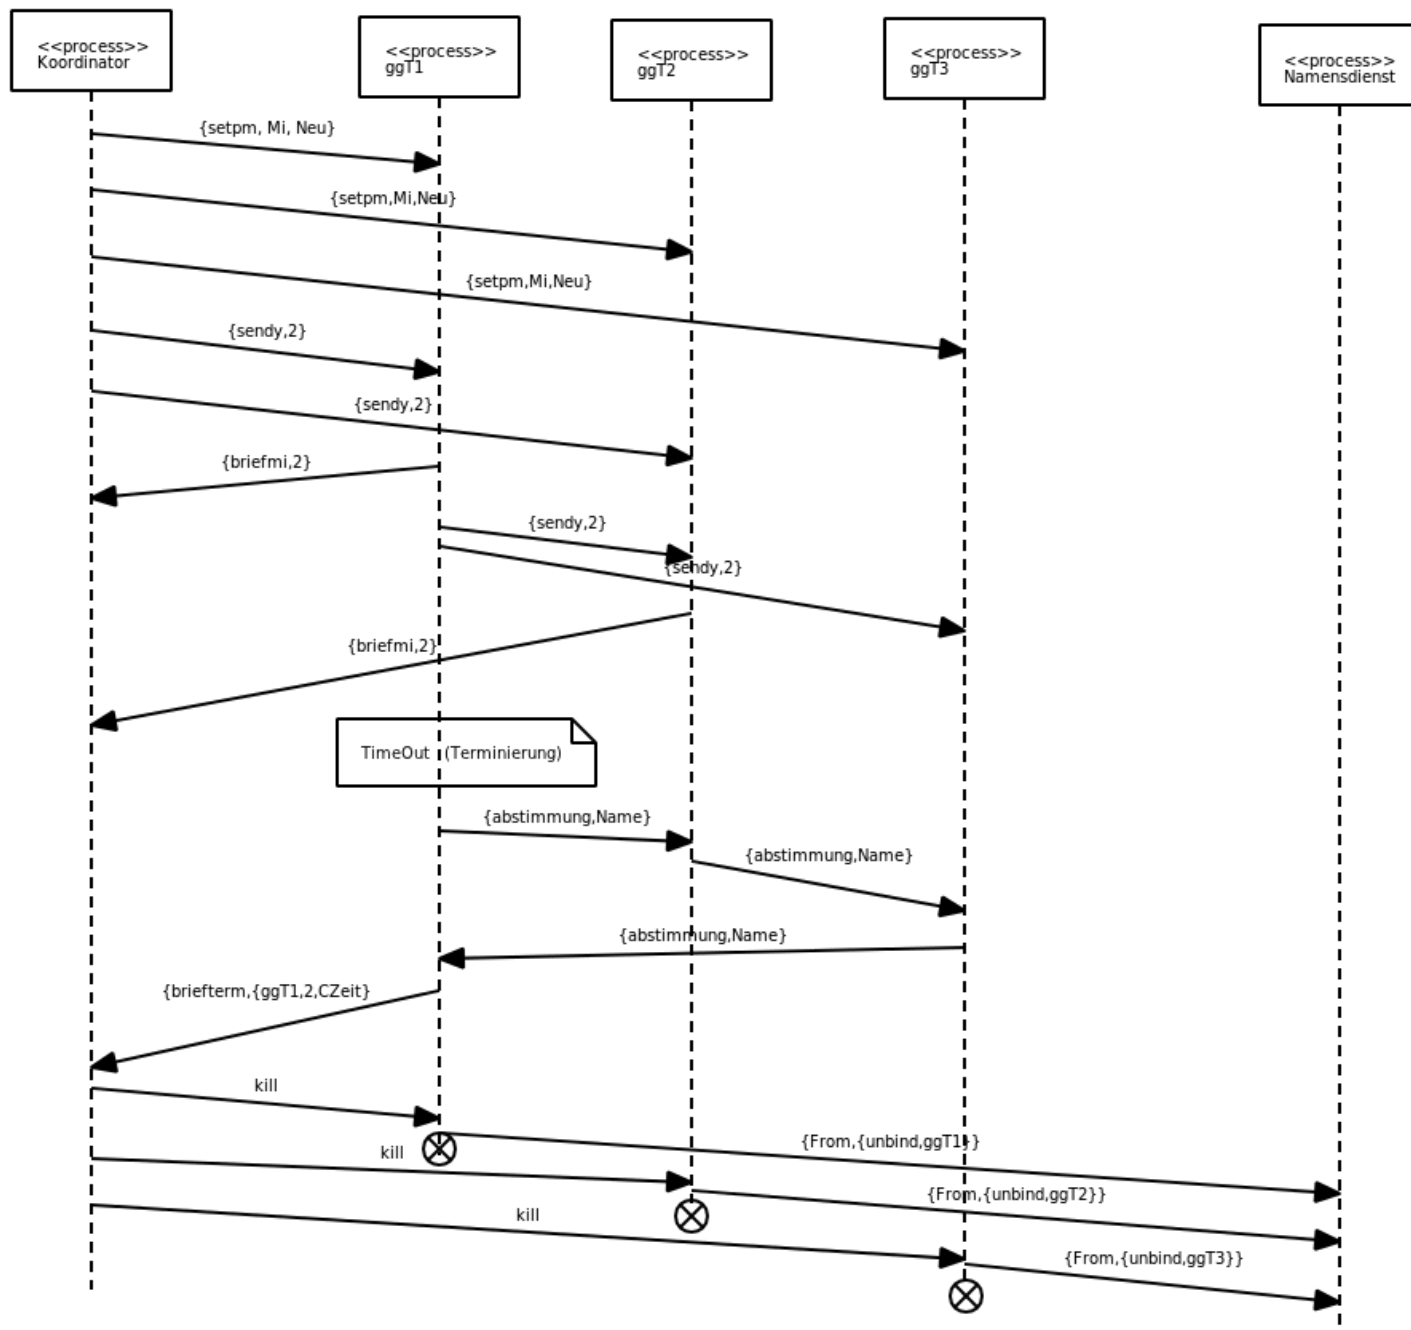 <<process>>
Koordinator
<<process>>
ggT1
<<process>>
ggT2
<<process>>
ggT3
<<process>>
Namensdienst
{setpm, Mi, Neu}
{setpm,Mi,Neu}
{setpm,Mi,Neu}
{sendy,2}
{sendy,2}
{briefmi,2}
{sendy,2}
{sendy,2}
{briefmi,2}
TimeOut (Terminierung)
{abstimmung,Name}
{abstimmung,Name}
{abstimmung,Name}
{briefterm,{ggT1,2,CZeit}
kill
{From,{unbind,ggT1}}
kill
{From,{unbind,ggT2}}
kill
{From,{unbind,ggT3}}